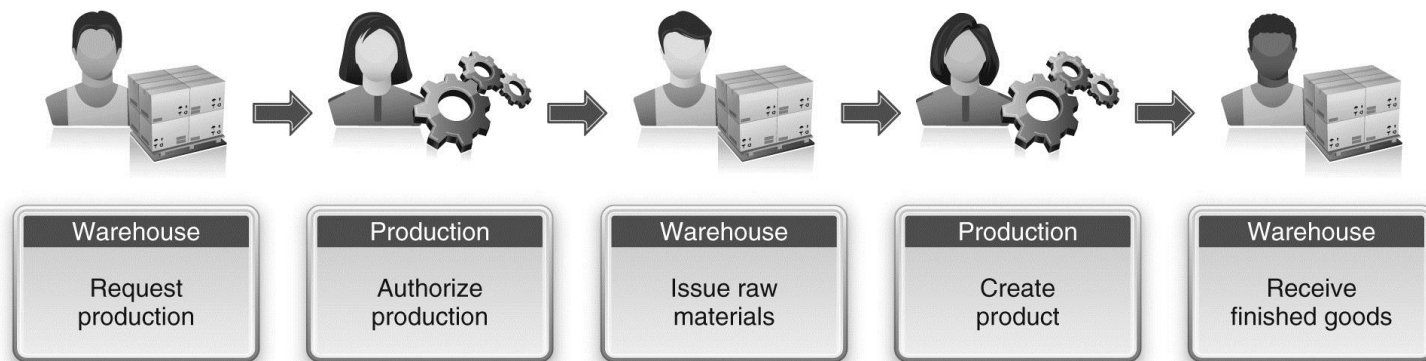 Warehouse
Request
production
Production
Authorize
production
Warehouse
Issue raw
materials
Production
Create
product
Warehouse
Receive
finished goods